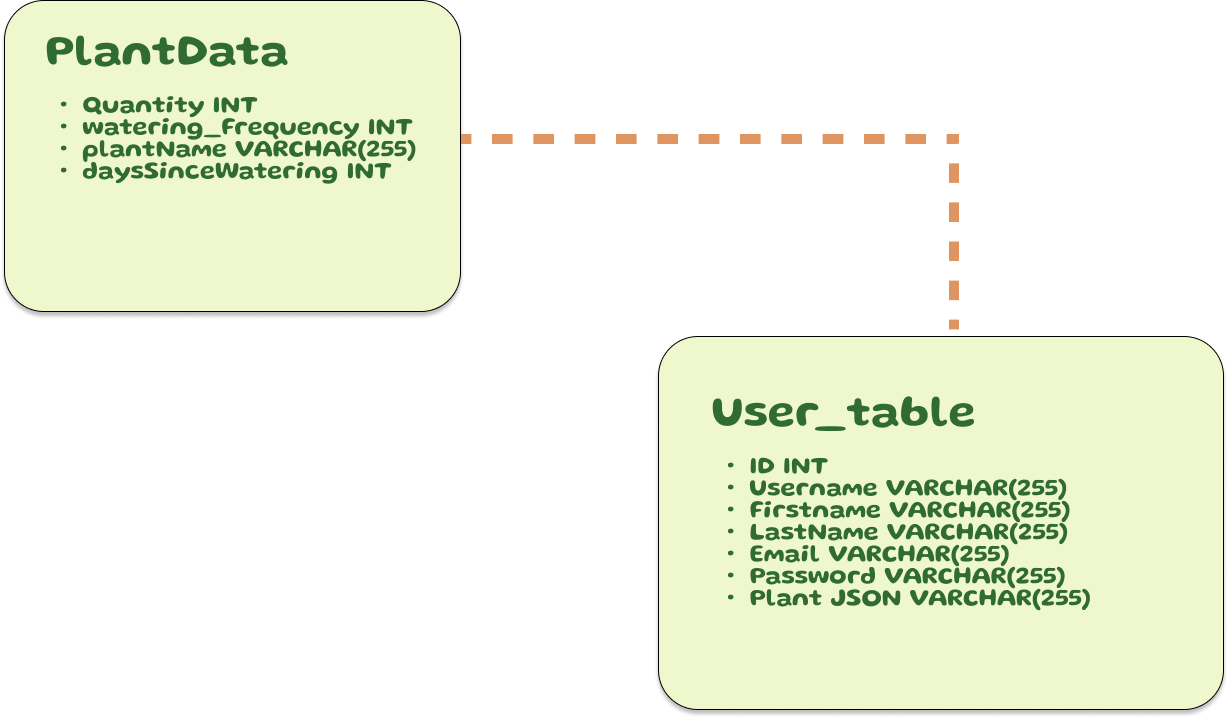 PlantData
• Quantity INT
• watering_Frequency INT
• plantName VARCHAR(255)
• daysSinceWatering INT
User_table
• ID INT
• Username VARCHAR(255)
• Firstname VARCHAR(255)
• LastName VARCHAR(255)
• Email VARCHAR(255)
• Password VARCHAR(255)
• Plant JSON VARCHAR(255)